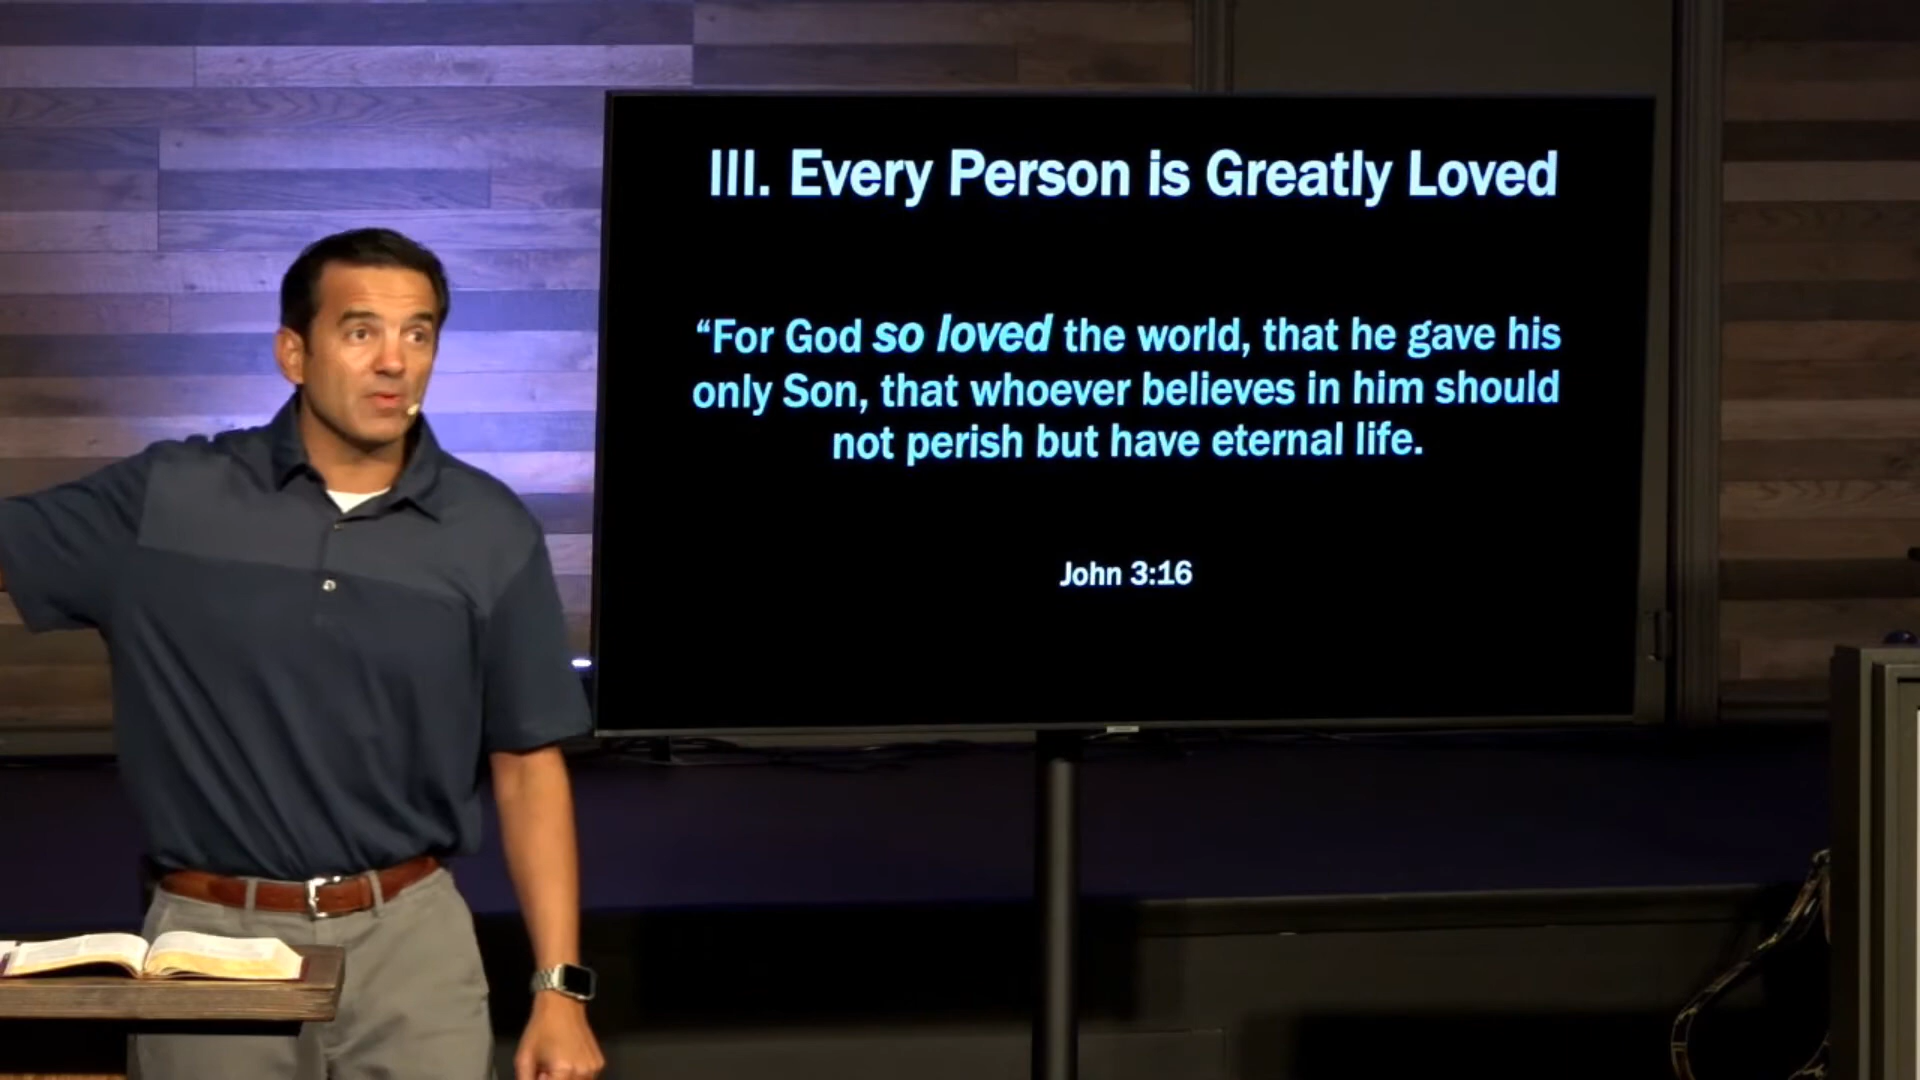 III. Every Person is Greatly Loved
“For God so loved the world, that he gave his
only Son, that whoever believes in him should
not perish but have eternal life.
John 3:16